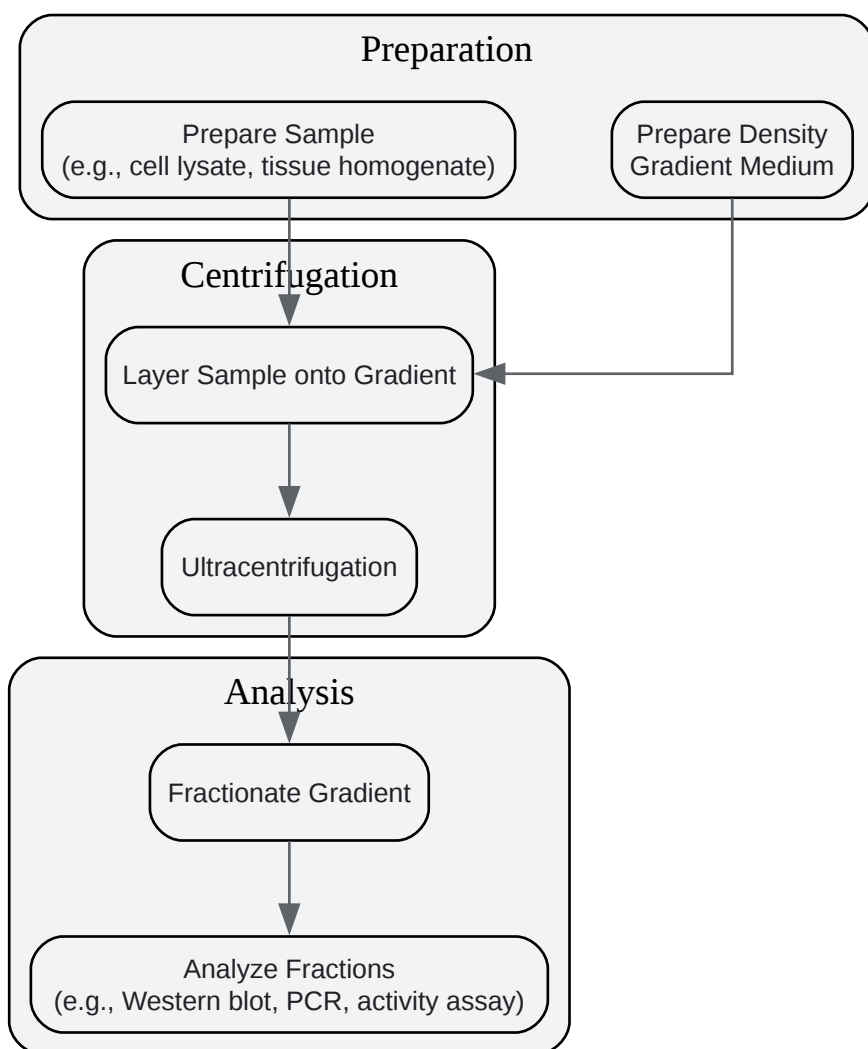 Preparation
Prepare Sample
(e.g., cell lysate, tissue homogenate)
Prepare Density
Gradient Medium
Centrifugation
Layer Sample onto Gradient
Ultracentrifugation
Analysis
Fractionate Gradient
Analyze Fractions
(e.g., Western blot, PCR, activity assay)